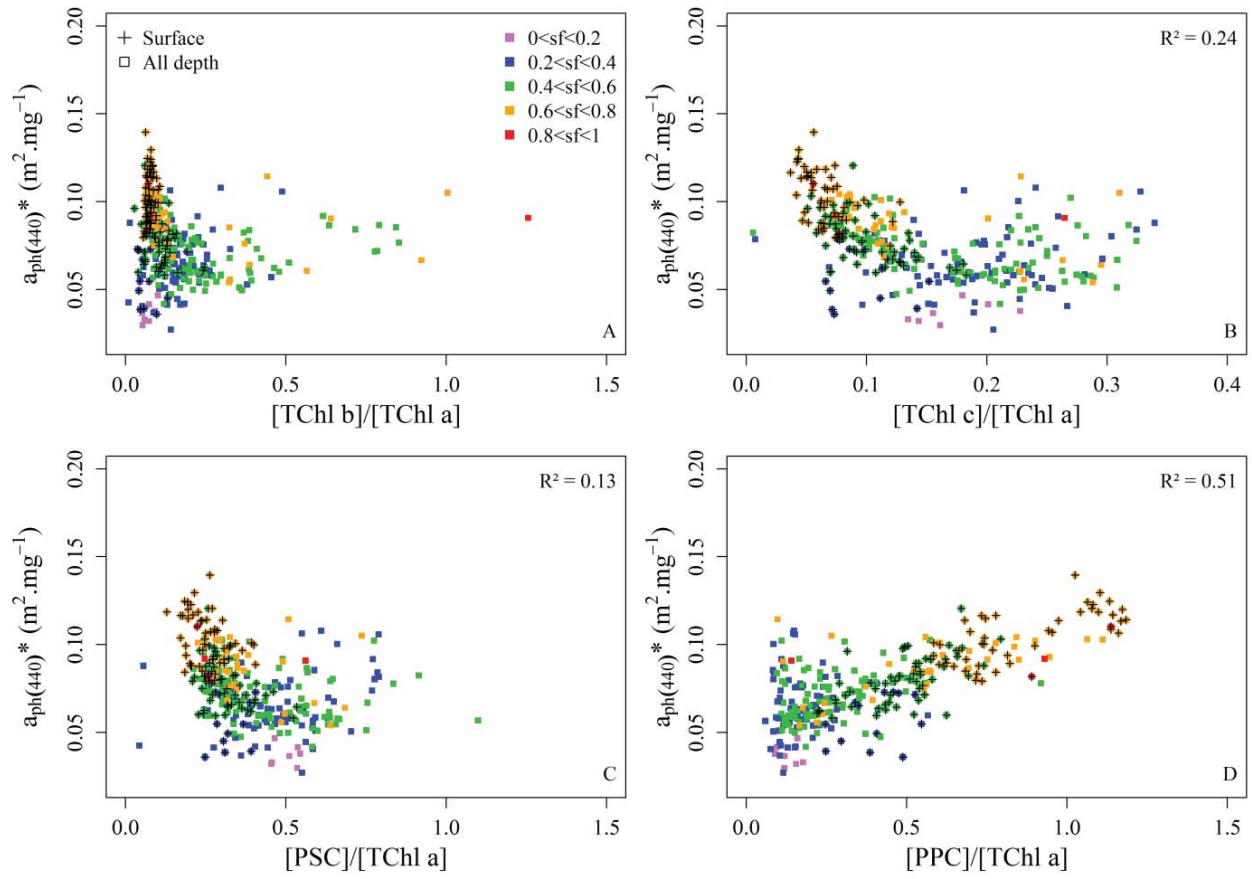 0.20
0.15
0.10
0.05
a_ph(440)* (m².mg⁻¹)
+ Surface
□ All depth
0<sf<0.2
0.2<sf<0.4
0.4<sf<0.6
0.6<sf<0.8
0.8<sf<1
A
0.0 0.5 1.0 1.5
[TChl b]/[TChl a]
0.20
0.15
0.10
0.05
a_ph(440)* (m².mg⁻¹)
R² = 0.24
B
0.0 0.1 0.2 0.3 0.4
[TChl c]/[TChl a]
0.20
0.15
0.10
0.05
a_ph(440)* (m².mg⁻¹)
R² = 0.13
C
0.0 0.5 1.0 1.5
[PSC]/[TChl a]
0.20
0.15
0.10
0.05
a_ph(440)* (m².mg⁻¹)
R² = 0.51
D
0.0 0.5 1.0 1.5
[PPC]/[TChl a]